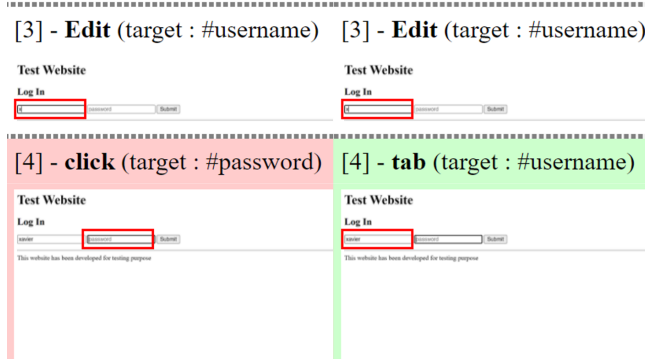 [3] - Edit (target : #username)
Test Website
Log In
x password Submit
[3] - Edit (target : #username)
Test Website
Log In
x password Submit
[4] - click (target : #password)
Test Website
Log In
xavier password Submit
This website has been developed for testing purpose
[4] - tab (target : #username)
Test Website
Log In
xavier password Submit
This website has been developed for testing purpose